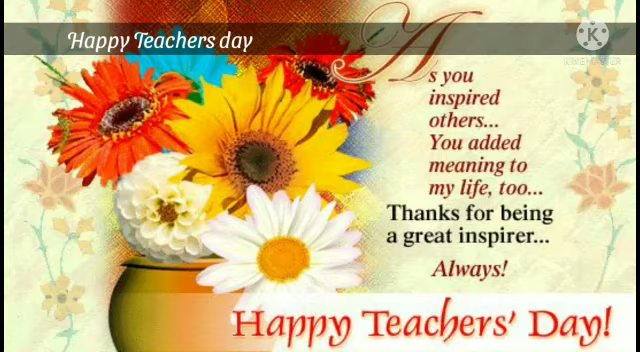 Happy Teachers day
K
KINEMASTER
As you
inspired
others...
You added
meaning to
my life, too...
Thanks for being
a great inspirer...
Always!
Happy Teachers' Day!